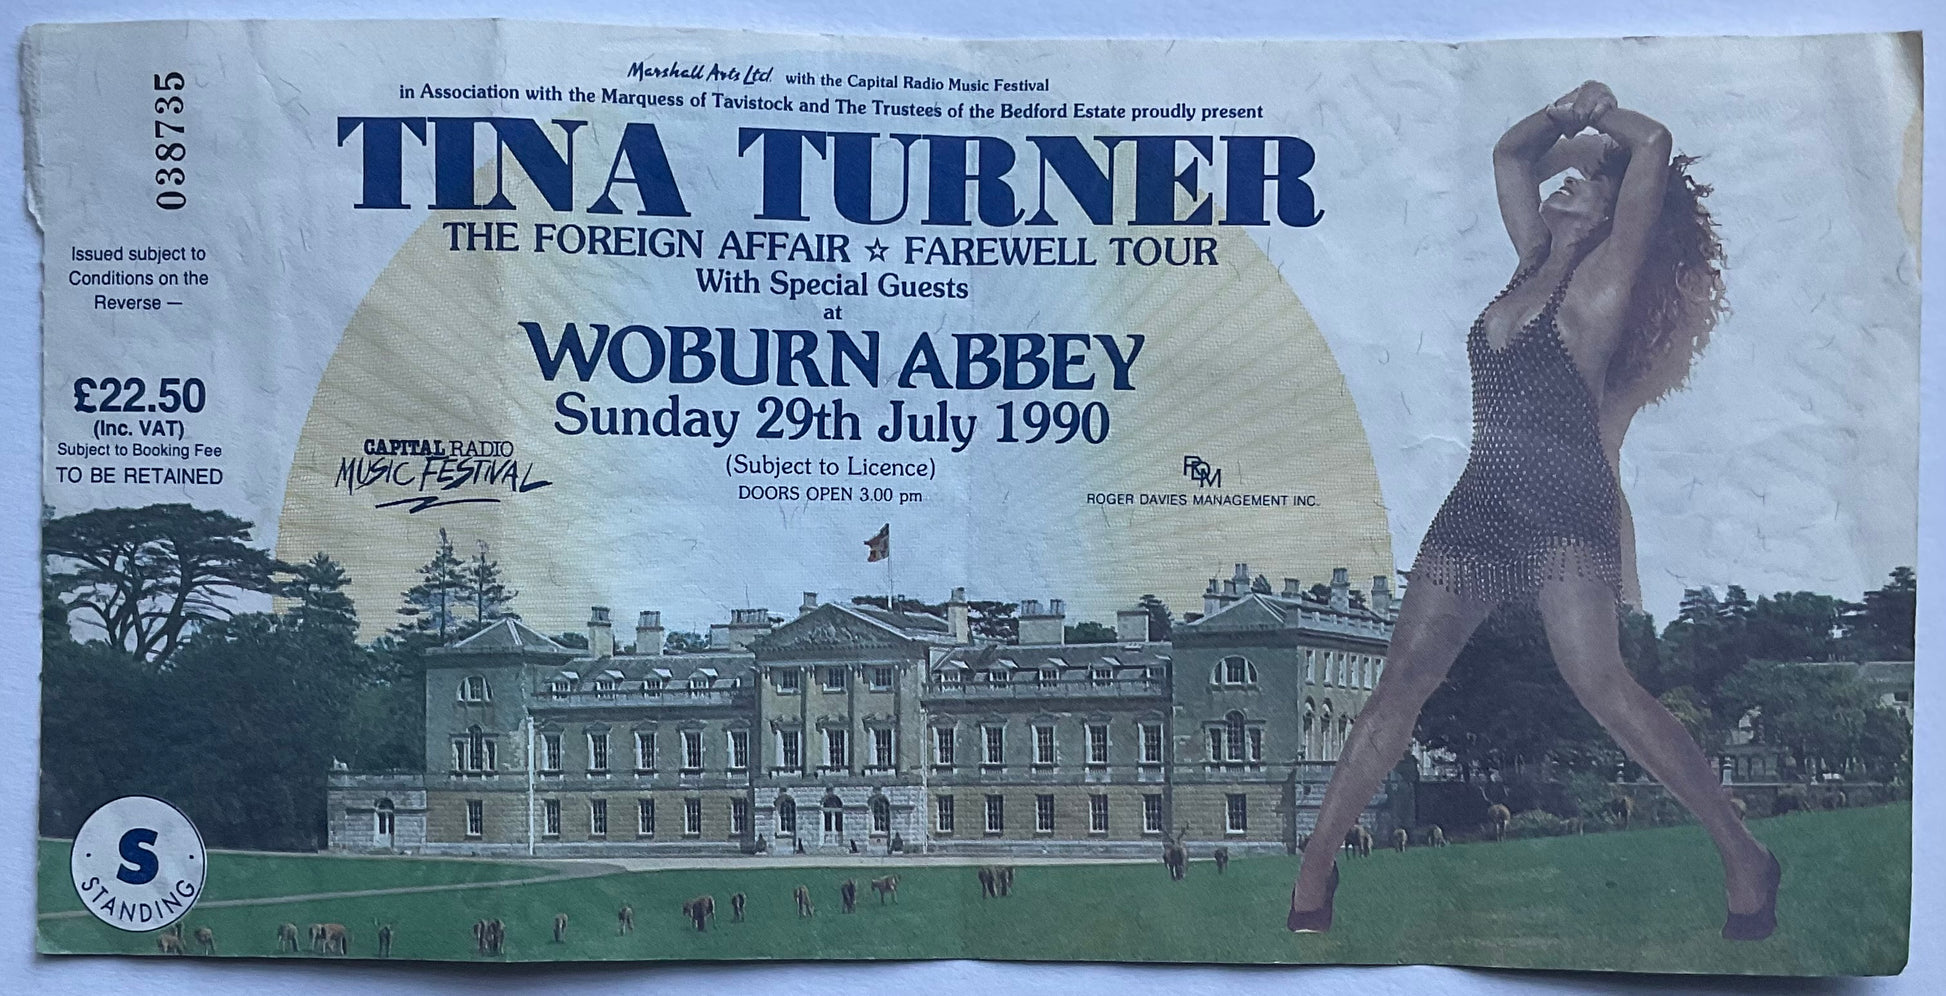 0387735
Issued subject to
Conditions on the
Reverse —
£22.50
(Inc. VAT)
Subject to Booking Fee
TO BE RETAINED
S
· STANDING ·
Marshall Arts Ltd. with the Capital Radio Music Festival
in Association with the Marquess of Tavistock and The Trustees of the Bedford Estate proudly present
TINA TURNER
THE FOREIGN AFFAIR ☆ FAREWELL TOUR
With Special Guests
at
WOBURN ABBEY
Sunday 29th July 1990
(Subject to Licence)
DOORS OPEN 3.00 pm
CAPITAL RADIO
MUSIC FESTIVAL
RDM
ROGER DAVIES MANAGEMENT INC.